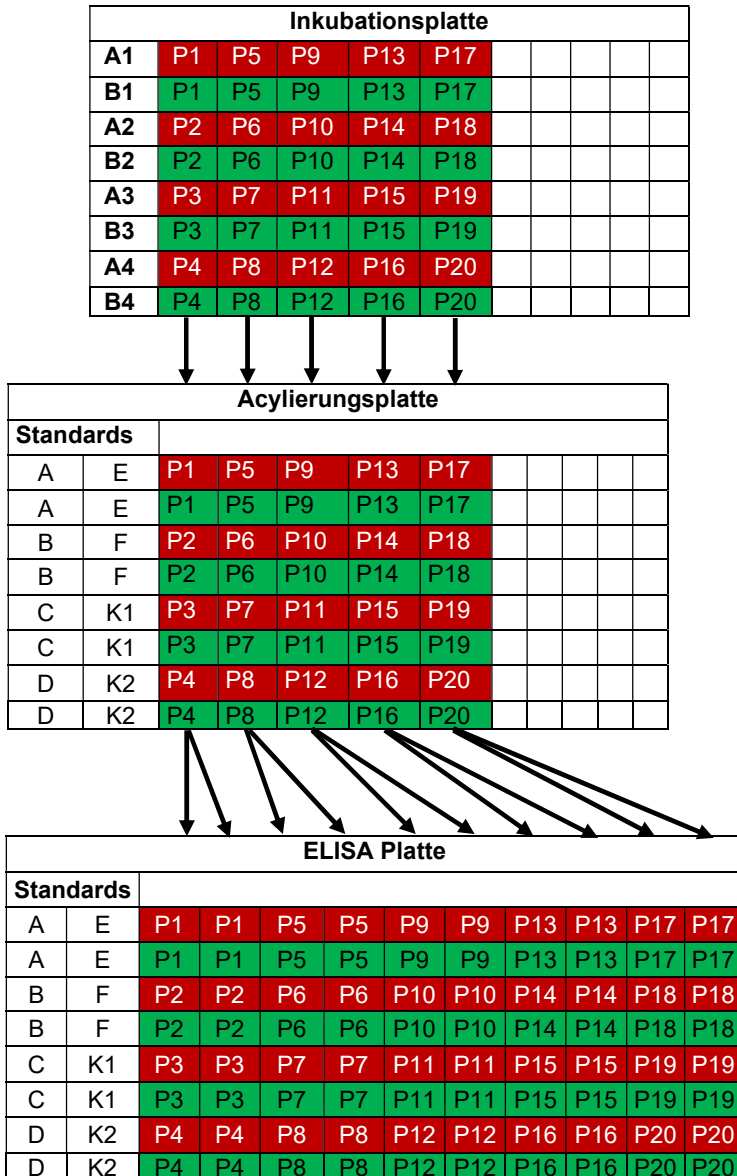 Inkubationsplatte
A1 P1 P5 P9 P13 P17
B1 P1 P5 P9 P13 P17
A2 P2 P6 P10 P14 P18
B2 P2 P6 P10 P14 P18
A3 P3 P7 P11 P15 P19
B3 P3 P7 P11 P15 P19
A4 P4 P8 P12 P16 P20
B4 P4 P8 P12 P16 P20
Acylierungsplatte
Standards
A E P1 P5 P9 P13 P17
A E P1 P5 P9 P13 P17
B F P2 P6 P10 P14 P18
B F P2 P6 P10 P14 P18
C K1 P3 P7 P11 P15 P19
C K1 P3 P7 P11 P15 P19
D K2 P4 P8 P12 P16 P20
D K2 P4 P8 P12 P16 P20
ELISA Platte
Standards
A E P1 P1 P5 P5 P9 P9 P13 P13 P17 P17
A E P1 P1 P5 P5 P9 P9 P13 P13 P17 P17
B F P2 P2 P6 P6 P10 P10 P14 P14 P18 P18
B F P2 P2 P6 P6 P10 P10 P14 P14 P18 P18
C K1 P3 P3 P7 P7 P11 P11 P15 P15 P19 P19
C K1 P3 P3 P7 P7 P11 P11 P15 P15 P19 P19
D K2 P4 P4 P8 P8 P12 P12 P16 P16 P20 P20
D K2 P4 P4 P8 P8 P12 P12 P16 P16 P20 P20